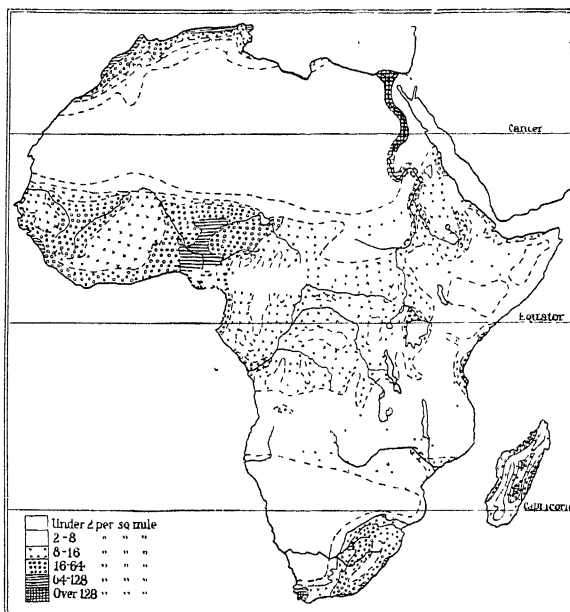 Cancer
Equator
Capricorn
Under 2 per sq mile
2-8 " " "
8-16 " " "
16-64 " " "
64-128 " " "
Over 128 " " "